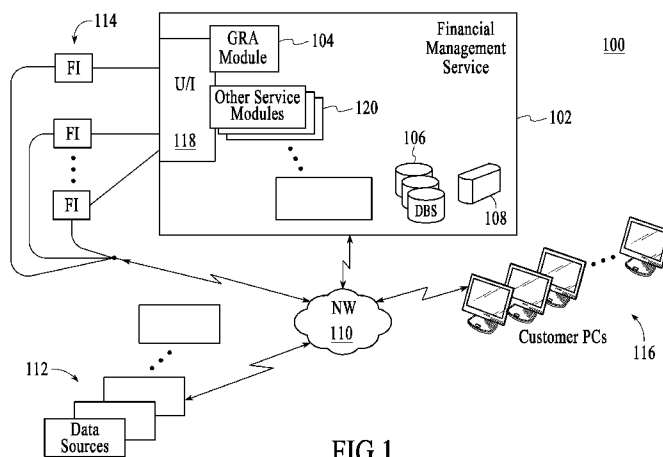 114
FI
FI
FI
U/I
118
GRA
Module
104
Other Service
Modules
120
Financial
Management
Service
100
102
106
DBS
108
NW
110
Customer PCs
116
112
Data
Sources
FIG.1